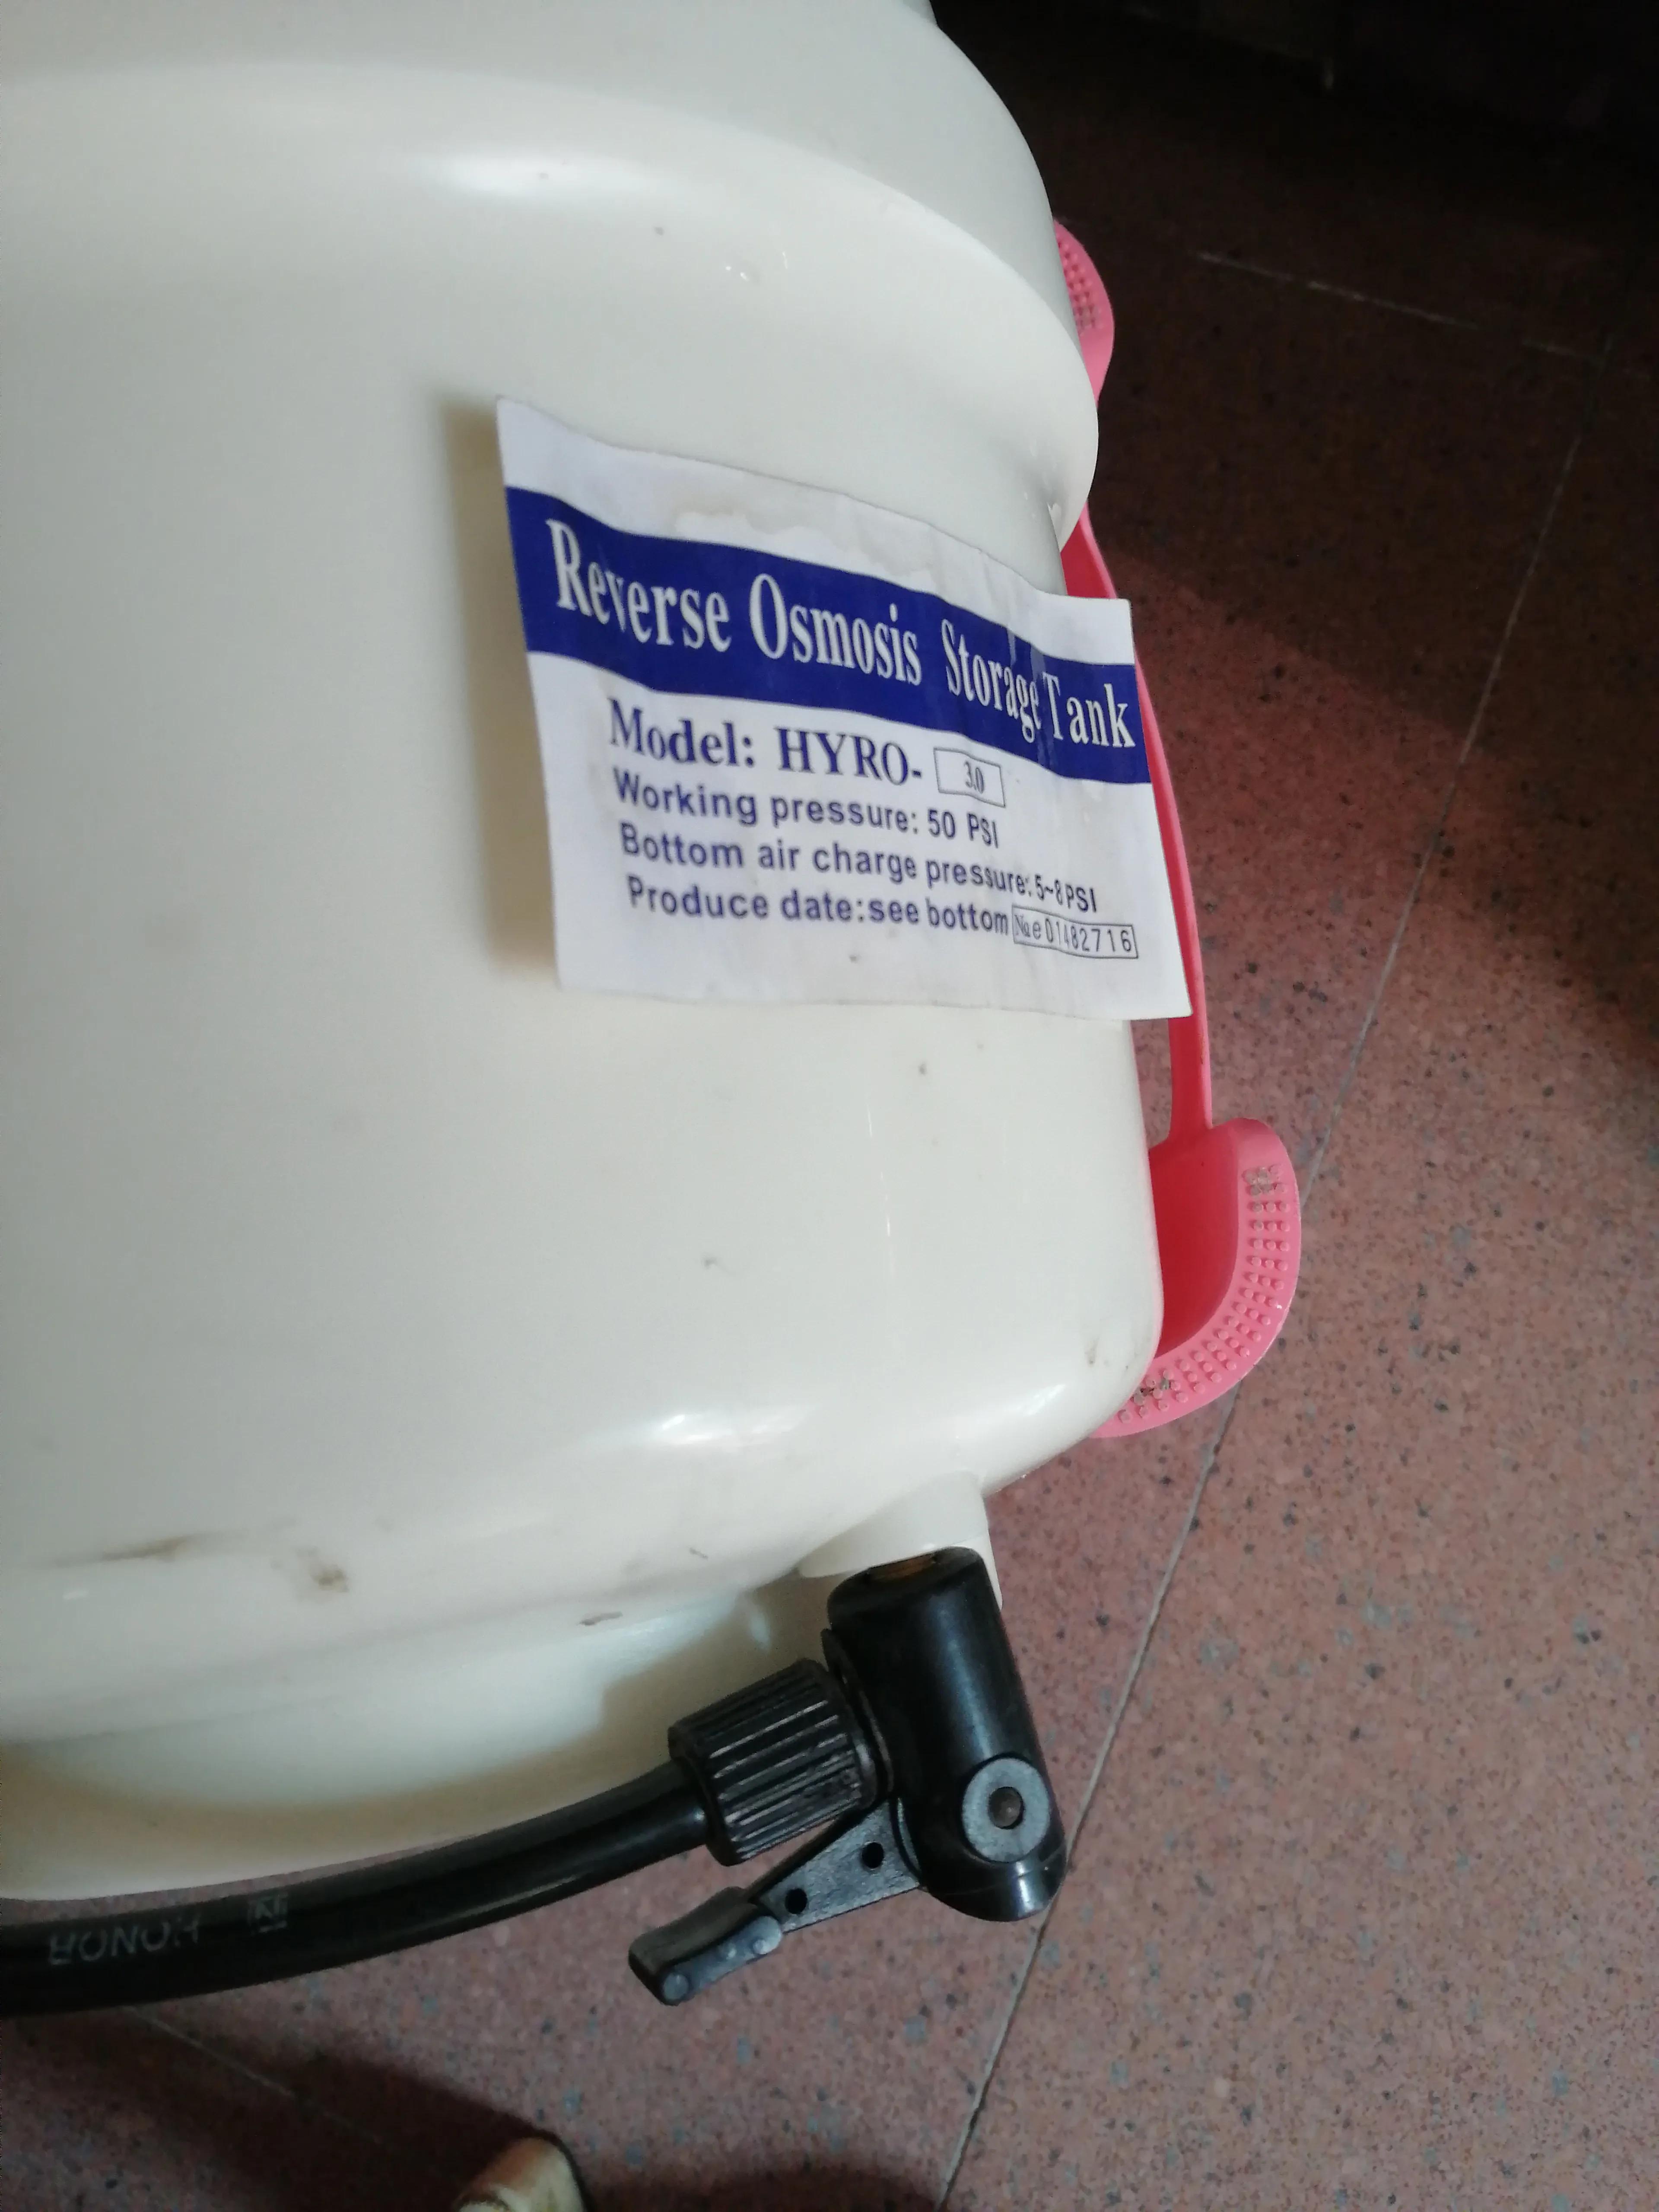 Reverse Osmosis Storage Tank
Model: HYRO- 3.0
Working pressure: 50 PSI
Bottom air charge pressure: 5~8PSI
Produce date:see bottom №e01482716
HONOR